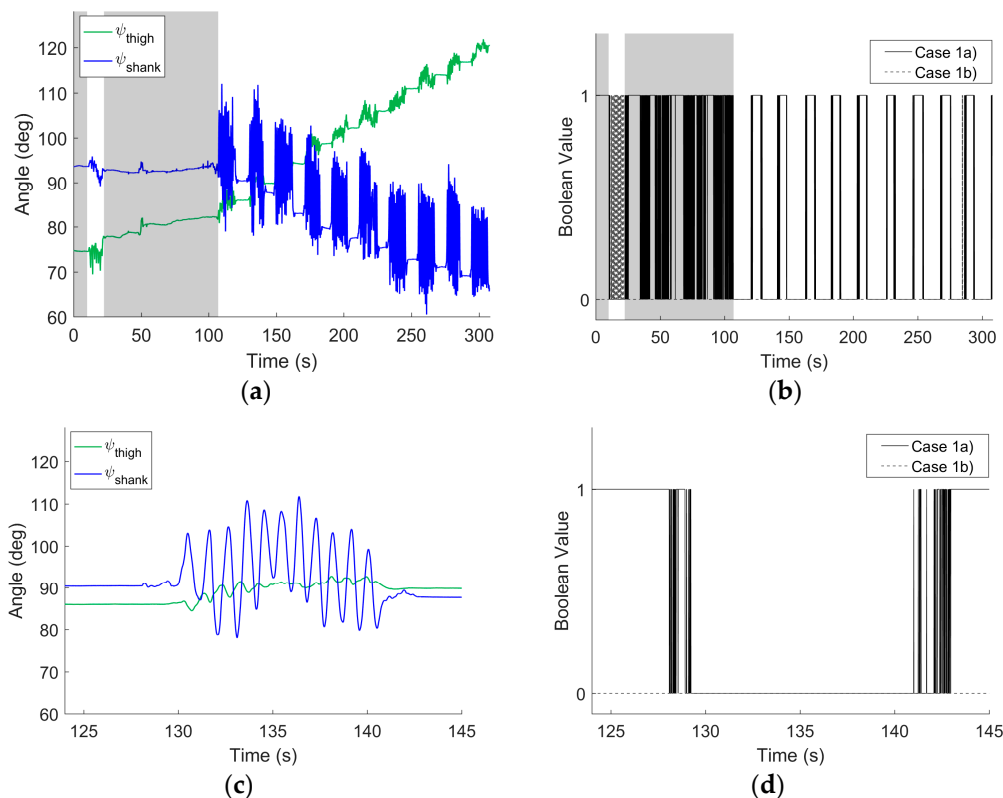 ψthigh
ψshank
120
110
100
90
80
70
60
Angle (deg)
0 50 100 150 200 250 300
Time (s)
(a)
Case 1a)
Case 1b)
1
0
Boolean Value
0 50 100 150 200 250 300
Time (s)
(b)
ψthigh
ψshank
120
110
100
90
80
70
60
Angle (deg)
125 130 135 140 145
Time (s)
(c)
Case 1a)
Case 1b)
1
0
Boolean Value
125 130 135 140 145
Time (s)
(d)